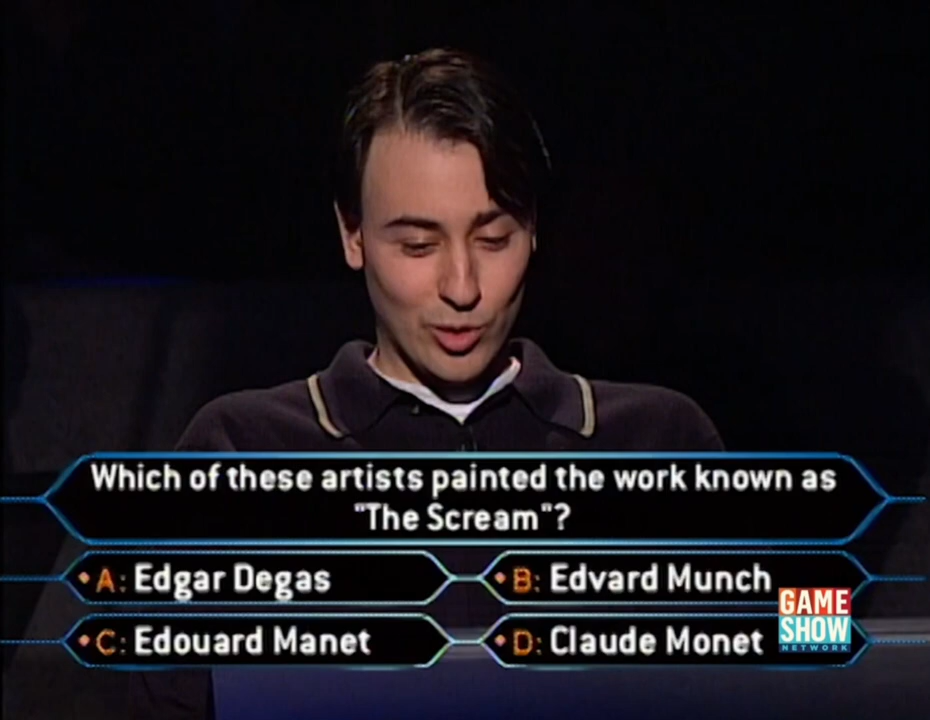 Which of these artists painted the work known as
"The Scream"?
A: Edgar Degas
B: Edvard Munch
C: Edouard Manet
D: Claude Monet
GAME
SHOW
NETWORK